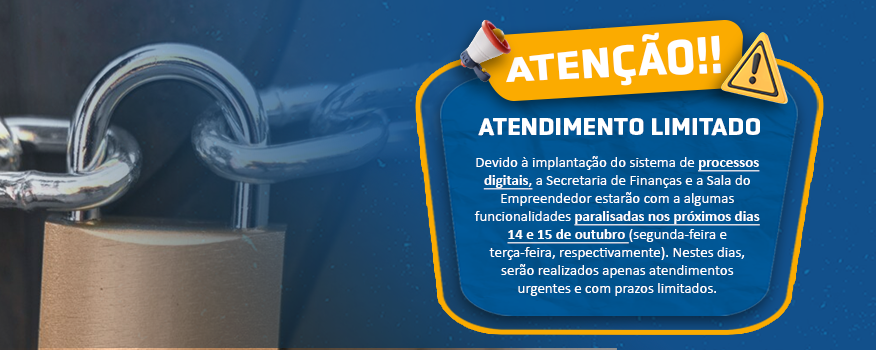 ATENÇÃO!!
ATENDIMENTO LIMITADO
Devido à implantação do sistema de processos
digitais, a Secretaria de Finanças e a Sala do
Empreendedor estarão com a algumas
funcionalidades paralisadas nos próximos dias
14 e 15 de outubro (segunda-feira e
terça-feira, respectivamente). Nestes dias,
serão realizados apenas atendimentos
urgentes e com prazos limitados.